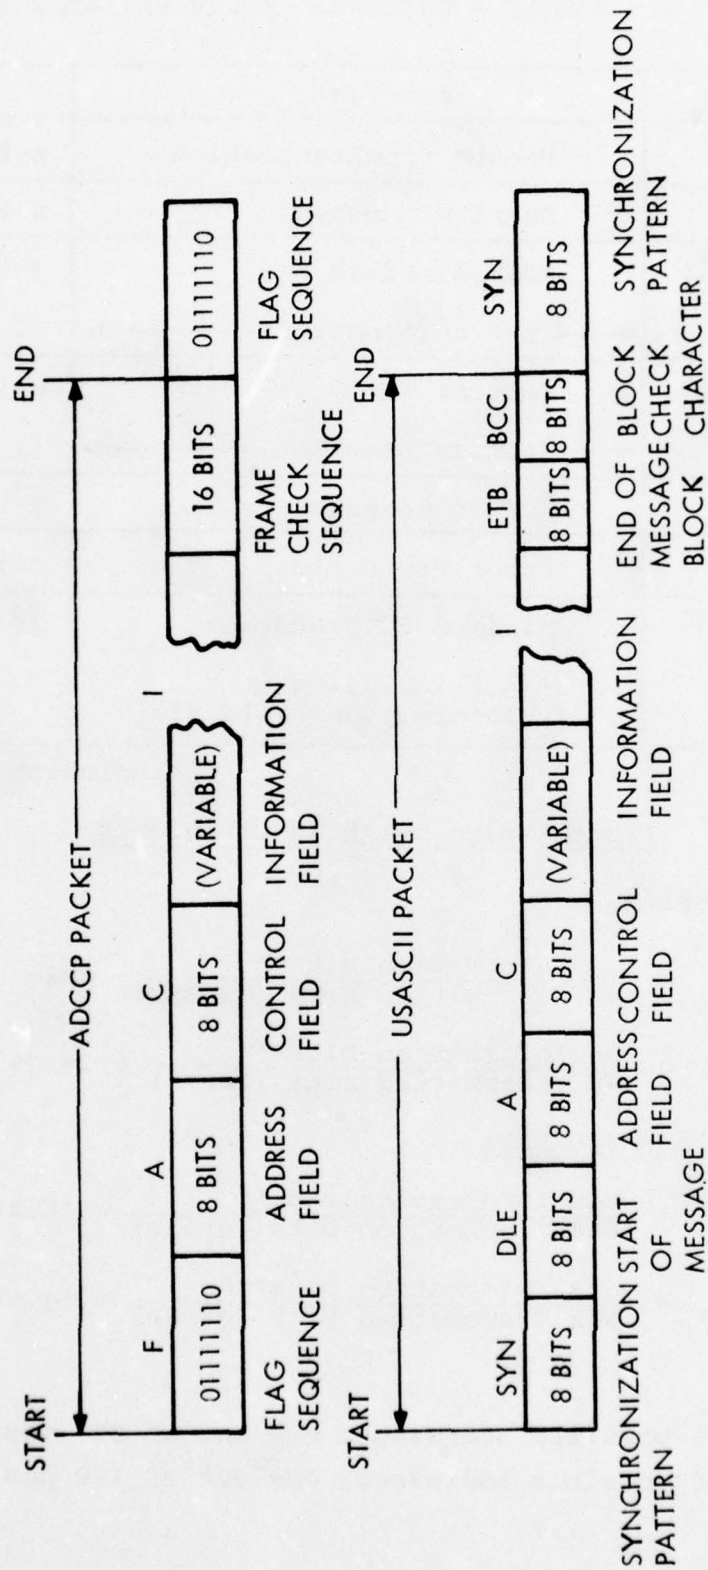 START
END
ADCCP PACKET
F
A
C
I
01111110
8 BITS
8 BITS
(VARIABLE)
16 BITS
01111110
FLAG
SEQUENCE
ADDRESS
FIELD
CONTROL
FIELD
INFORMATION
FIELD
FRAME
CHECK
SEQUENCE
FLAG
SEQUENCE
START
END
USASCII PACKET
SYN
DLE
A
C
I
ETB
BCC
SYN
8 BITS
8 BITS
8 BITS
8 BITS
(VARIABLE)
8 BITS
8 BITS
8 BITS
SYNCHRONIZATION
PATTERN
START
OF
MESSAGE
ADDRESS
FIELD
CONTROL
FIELD
INFORMATION
FIELD
END OF
MESSAGE
BLOCK
BLOCK
CHECK
CHARACTER
SYNCHRONIZATION
PATTERN